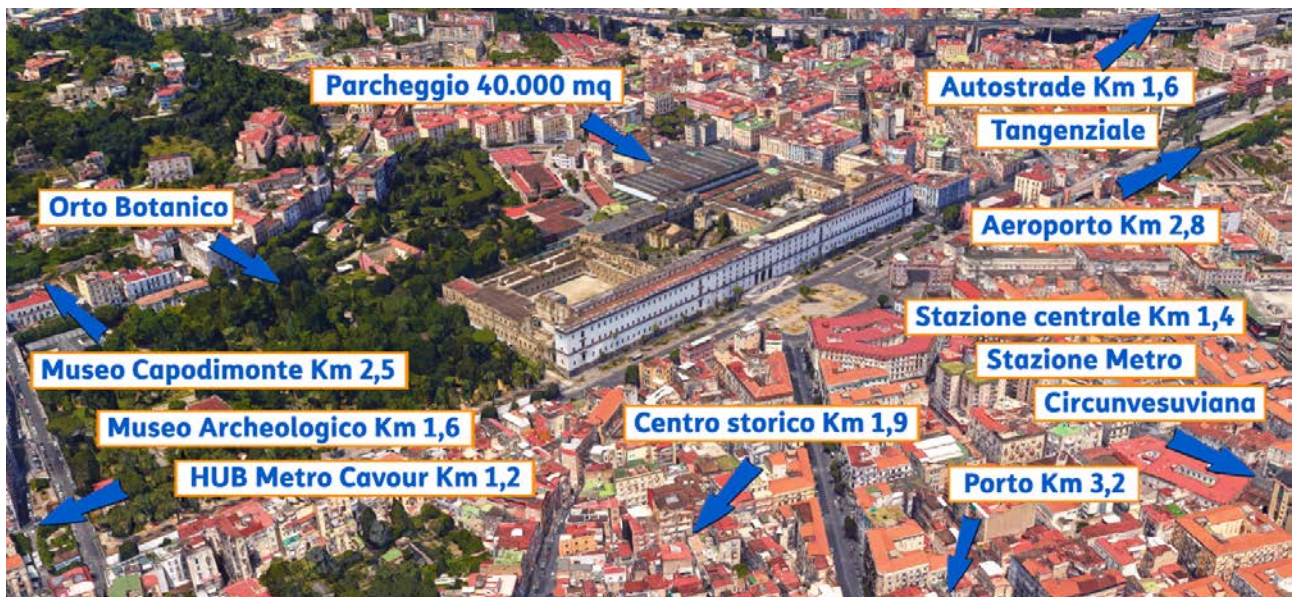 Parcheggio 40.000 mq
Autostrade Km 1,6
Tangenziale
Orto Botanico
Aeroporto Km 2,8
Stazione centrale Km 1,4
Museo Capodimonte Km 2,5
Stazione Metro
Circunvesuviana
Museo Archeologico Km 1,6
Centro storico Km 1,9
HUB Metro Cavour Km 1,2
Porto Km 3,2